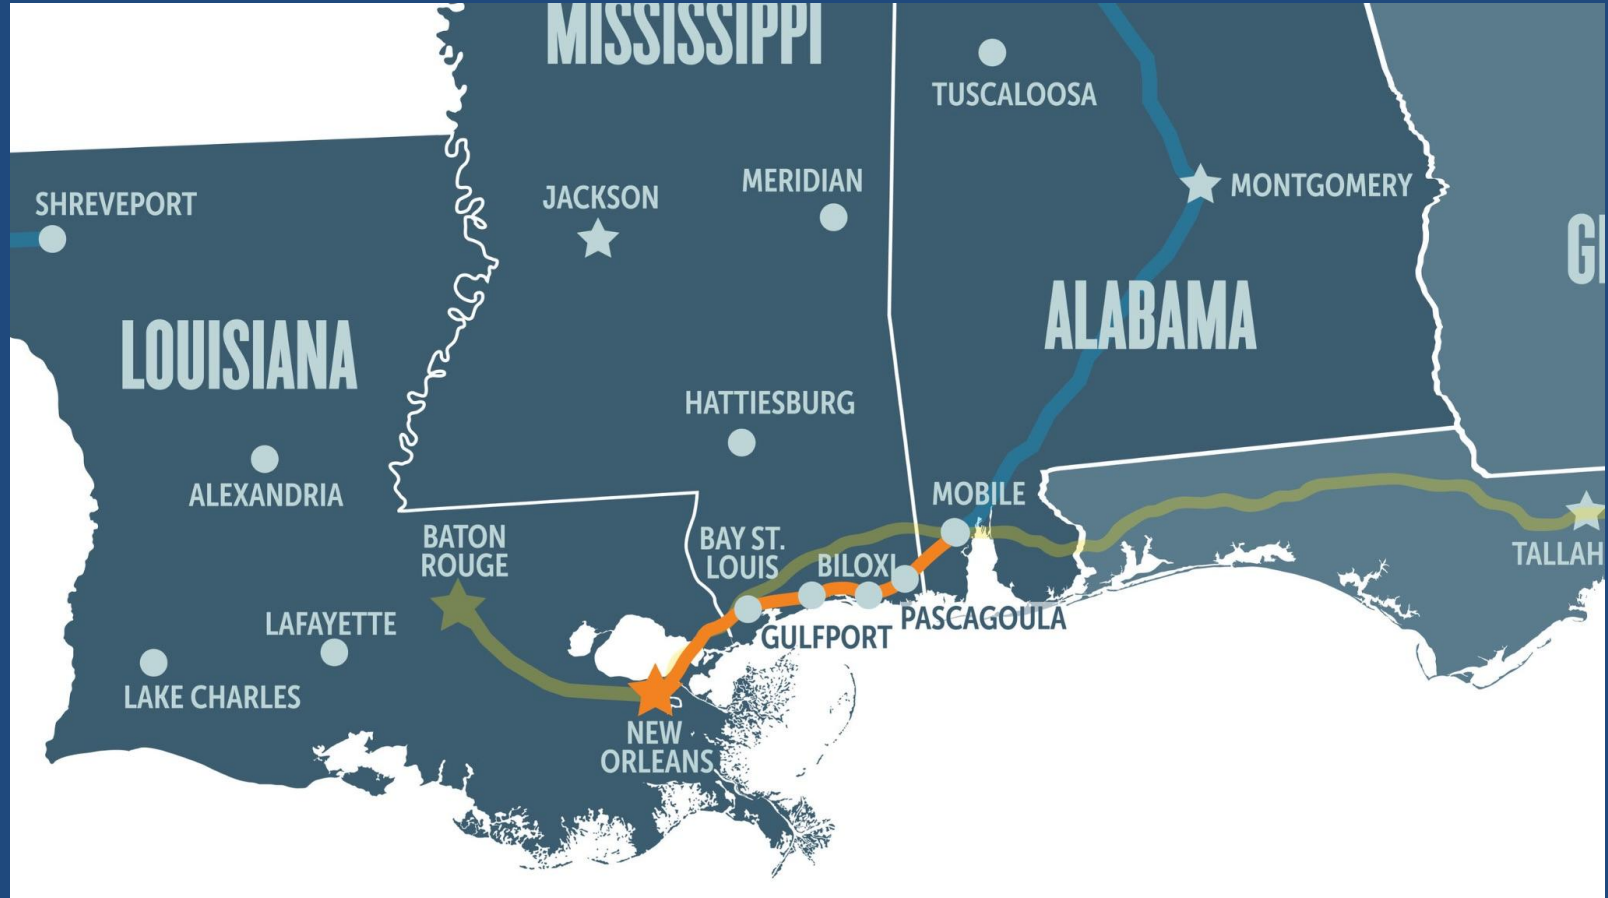 MISSISSIPPI
TUSCALOOSA
MERIDIAN
MONTGOMERY
JACKSON
SHREVEPORT
ALABAMA
LOUISIANA
HATTIESBURG
ALEXANDRIA
MOBILE
BATON
ROUGE
BAY ST.
LOUIS
BILOXI
TALLAH
LAFAYETTE
PASCAGOULA
GULFPORT
LAKE CHARLES
NEW
ORLEANS